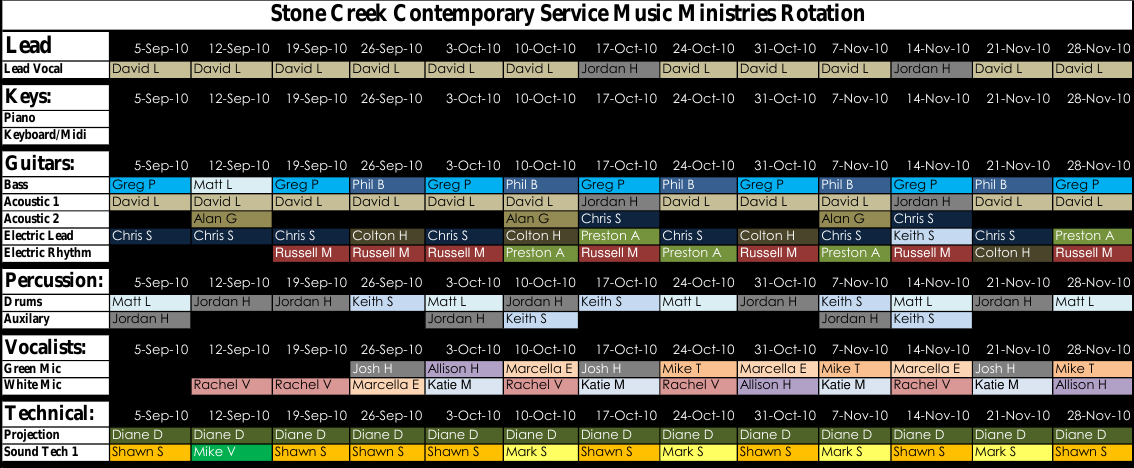 Stone Creek Contemporary Service Music Ministries Rotation
Lead 5-Sep-10 12-Sep-10 19-Sep-10 26-Sep-10 3-Oct-10 10-Oct-10 17-Oct-10 24-Oct-10 31-Oct-10 7-Nov-10 14-Nov-10 21-Nov-10 28-Nov-10
Lead Vocal David L David L David L David L David L David L Jordan H David L David L David L Jordan H David L David L
Keys: 5-Sep-10 12-Sep-10 19-Sep-10 26-Sep-10 3-Oct-10 10-Oct-10 17-Oct-10 24-Oct-10 31-Oct-10 7-Nov-10 14-Nov-10 21-Nov-10 28-Nov-10
Piano
Keyboard/Midi
Guitars: 5-Sep-10 12-Sep-10 19-Sep-10 26-Sep-10 3-Oct-10 10-Oct-10 17-Oct-10 24-Oct-10 31-Oct-10 7-Nov-10 14-Nov-10 21-Nov-10 28-Nov-10
Bass Greg P Matt L Greg P Phil B Greg P Phil B Greg P Phil B Greg P Phil B Greg P Phil B Greg P
Acoustic 1 David L David L David L David L David L David L Jordan H David L David L David L Jordan H David L David L
Acoustic 2 Alan G Alan G Chris S Alan G Chris S
Electric Lead Chris S Chris S Chris S Colton H Chris S Colton H Preston A Chris S Colton H Chris S Keith S Chris S Preston A
Electric Rhythm Russell M Russell M Russell M Preston A Russell M Preston A Russell M Preston A Russell M Colton H Russell M
Percussion: 5-Sep-10 12-Sep-10 19-Sep-10 26-Sep-10 3-Oct-10 10-Oct-10 17-Oct-10 24-Oct-10 31-Oct-10 7-Nov-10 14-Nov-10 21-Nov-10 28-Nov-10
Drums Matt L Jordan H Jordan H Keith S Matt L Jordan H Keith S Matt L Jordan H Keith S Matt L Jordan H Matt L
Auxilary Jordan H Jordan H Keith S Jordan H Keith S
Vocalists: 5-Sep-10 12-Sep-10 19-Sep-10 26-Sep-10 3-Oct-10 10-Oct-10 17-Oct-10 24-Oct-10 31-Oct-10 7-Nov-10 14-Nov-10 21-Nov-10 28-Nov-10
Green Mic Josh H Allison H Marcella E Josh H Mike T Marcella E Mike T Marcella E Josh H Mike T
White Mic Rachel V Rachel V Marcella E Katie M Rachel V Katie M Rachel V Allison H Katie M Rachel V Katie M Allison H
Technical: 5-Sep-10 12-Sep-10 19-Sep-10 26-Sep-10 3-Oct-10 10-Oct-10 17-Oct-10 24-Oct-10 31-Oct-10 7-Nov-10 14-Nov-10 21-Nov-10 28-Nov-10
Projection Diane D Diane D Diane D Diane D Diane D Diane D Diane D Diane D Diane D Diane D Diane D Diane D Diane D
Sound Tech 1 Shawn S Mike V Shawn S Shawn S Shawn S Mark S Shawn S Mark S Shawn S Mark S Shawn S Mark S Shawn S